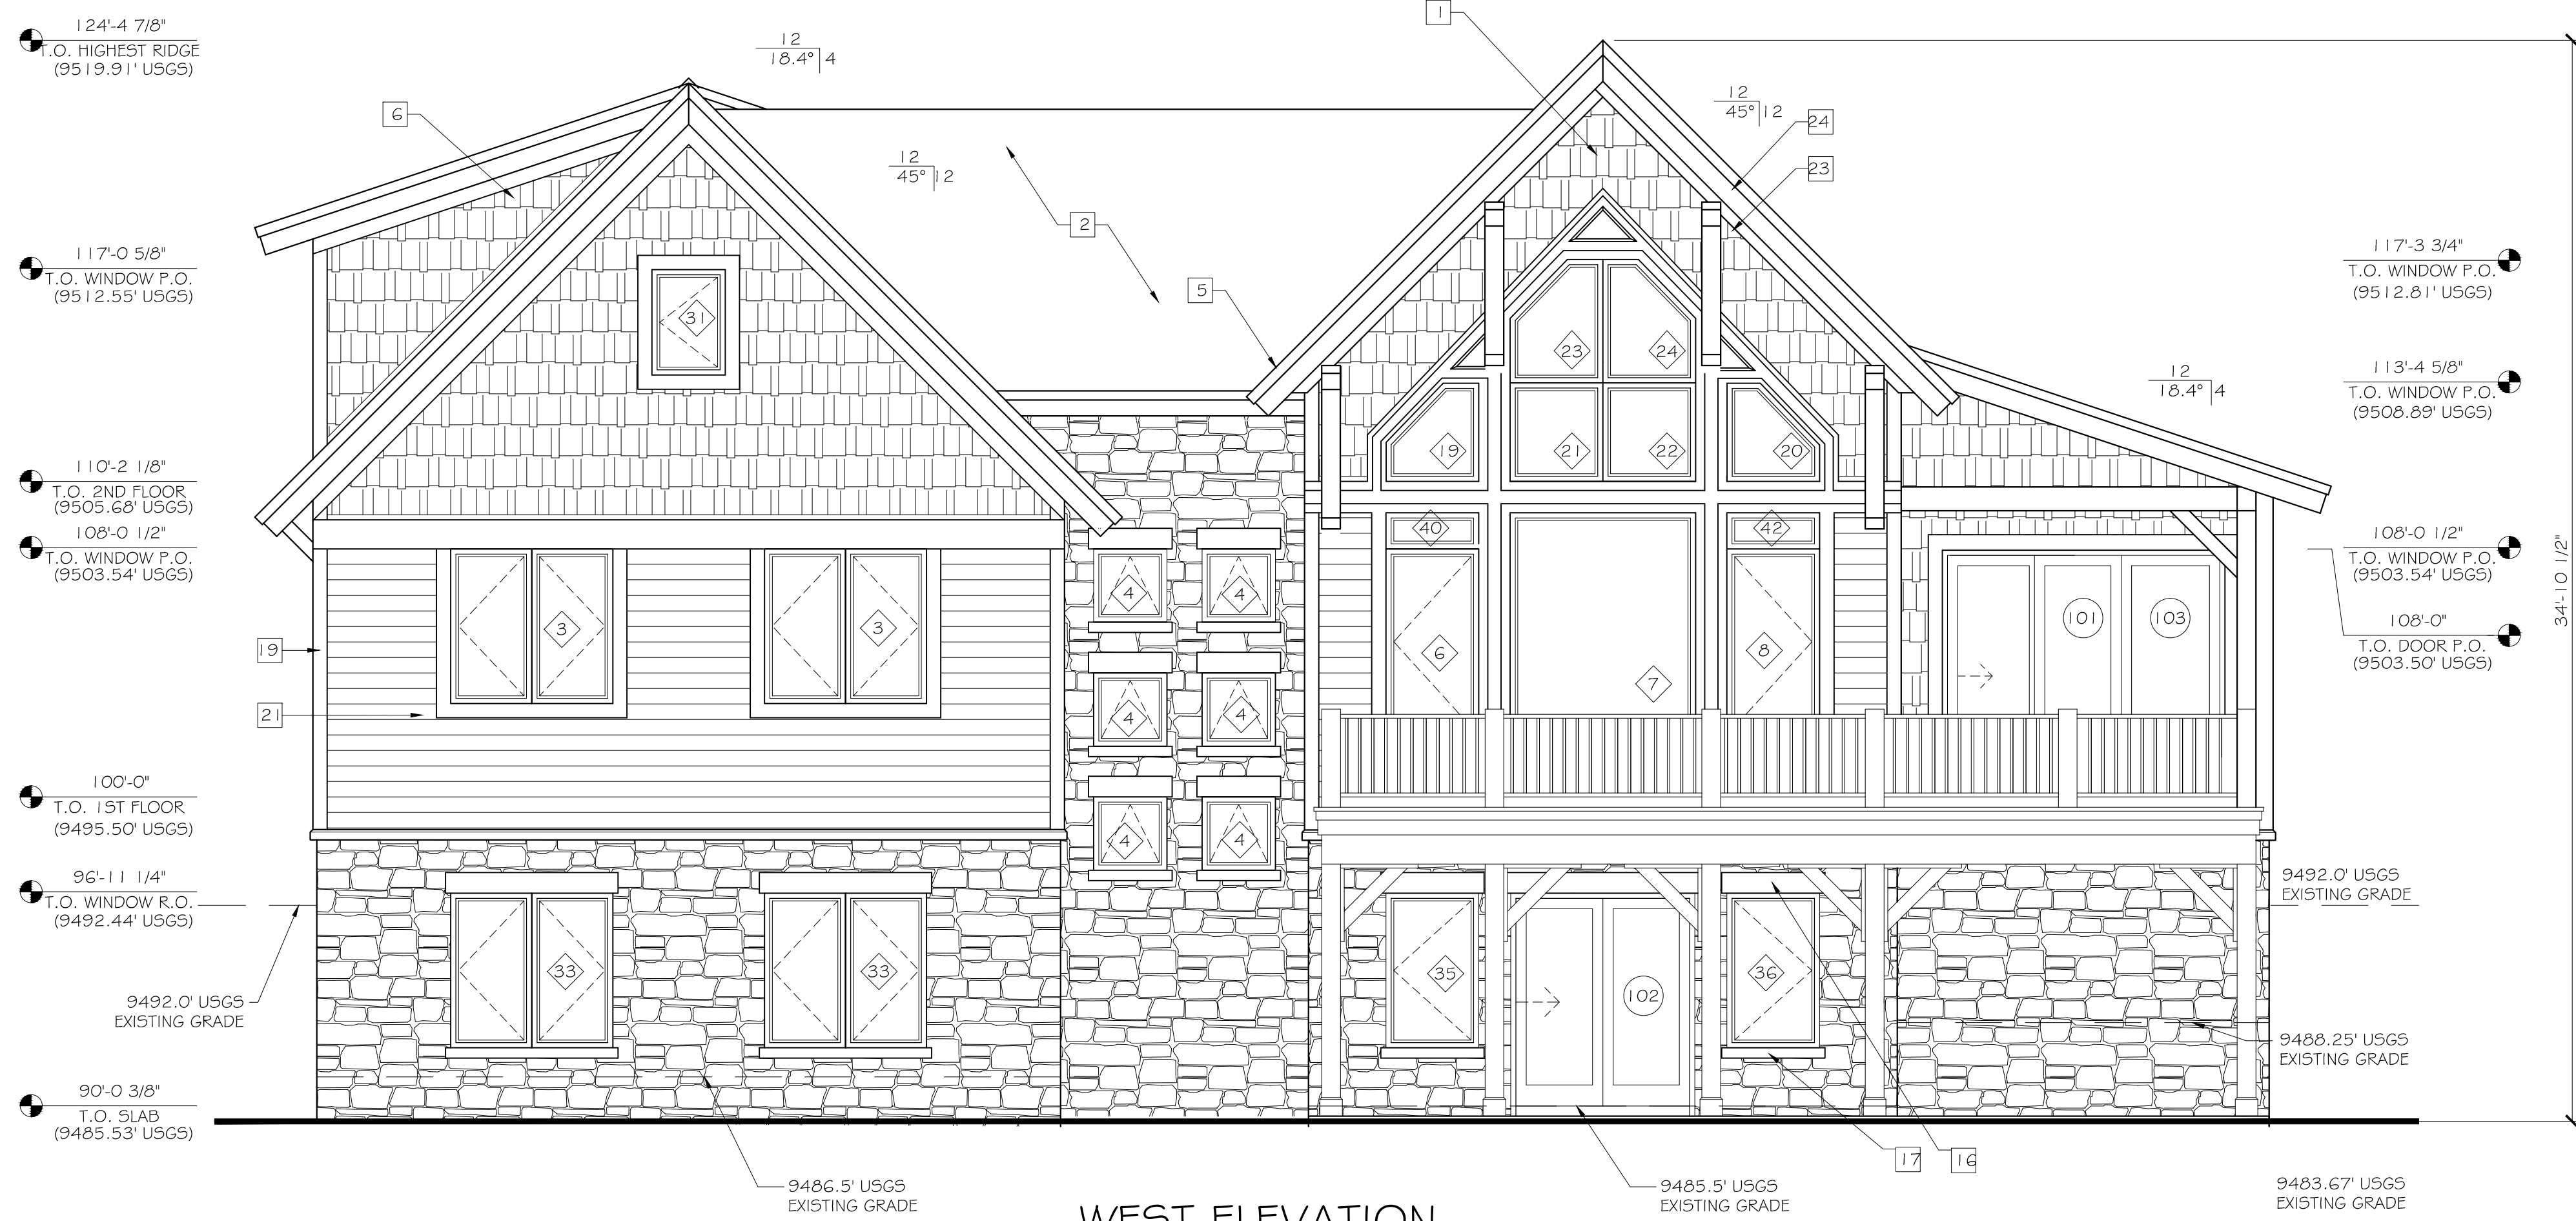 124'-4 7/8"
T.O. HIGHEST RIDGE
(9519.91' USGS)
117'-0 5/8"
T.O. WINDOW P.O.
(9512.55' USGS)
110'-2 1/8"
T.O. 2ND FLOOR
(9505.68' USGS)
108'-0 1/2"
T.O. WINDOW P.O.
(9503.54' USGS)
100'-0"
T.O. 1ST FLOOR
(9495.50' USGS)
96'-11 1/4"
T.O. WINDOW R.O.
(9492.44' USGS)
9492.0' USGS
EXISTING GRADE
90'-0 3/8"
T.O. SLAB
(9485.53' USGS)
12
18.4° 4
12
45° 12
12
45° 12
12
18.4° 4
1
6
2
5
24
23
19
21
31
3
3
4
4
4
4
4
4
33
33
23
24
19
21
22
20
40
42
6
7
8
101
103
35
102
36
17
16
117'-3 3/4"
T.O. WINDOW P.O.
(9512.81' USGS)
113'-4 5/8"
T.O. WINDOW P.O.
(9508.89' USGS)
108'-0 1/2"
T.O. WINDOW P.O.
(9503.54' USGS)
108'-0"
T.O. DOOR P.O.
(9503.50' USGS)
34'-10 1/2"
9492.0' USGS
EXISTING GRADE
9488.25' USGS
EXISTING GRADE
9486.5' USGS
EXISTING GRADE
9485.5' USGS
EXISTING GRADE
9483.67' USGS
EXISTING GRADE
WEST ELEVATION